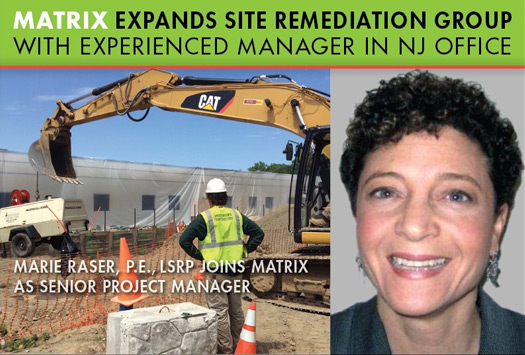 MATRIX EXPANDS SITE REMEDIATION GROUP
WITH EXPERIENCED MANAGER IN NJ OFFICE
CAT
MARIE RASER, P.E., LSRP JOINS MATRIX
AS SENIOR PROJECT MANAGER